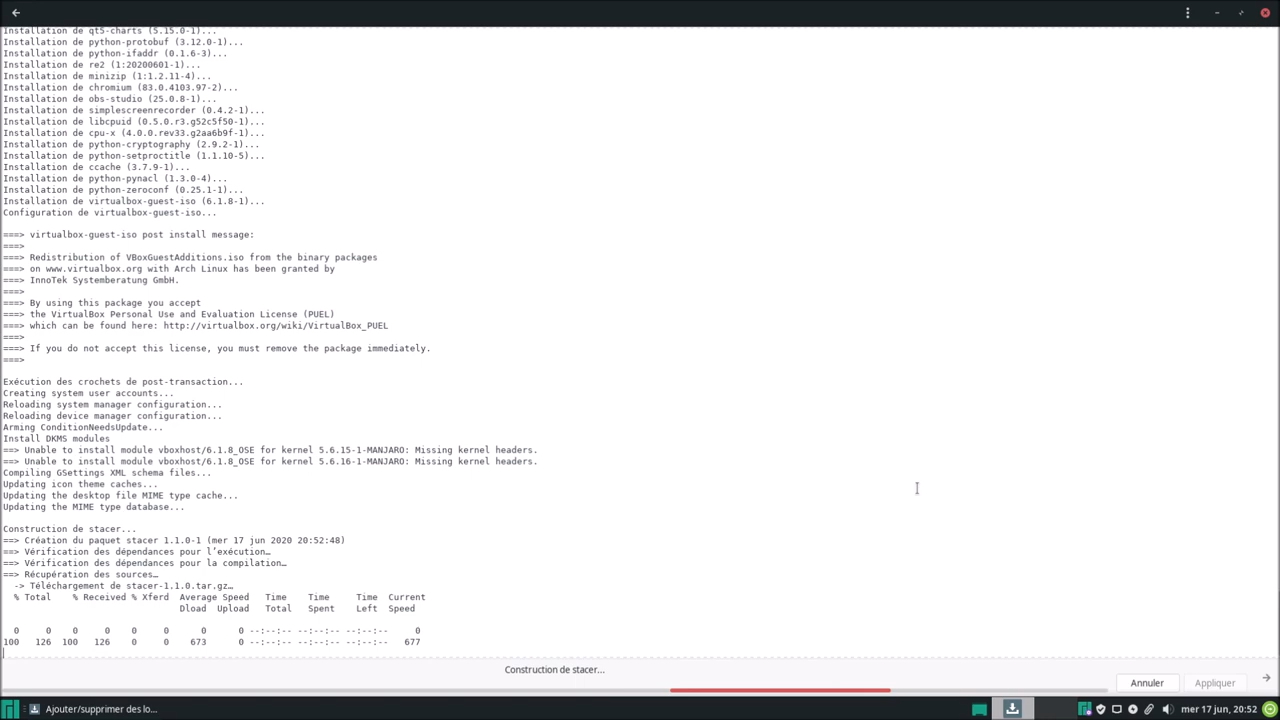 Installation de qt5-charts (5.15.0-1)...
Installation de python-protobuf (3.12.0-1)...
Installation de python-ifaddr (0.1.6-3)...
Installation de re2 (1:20200601-1)...
Installation de minizip (1:1.2.11-4)...
Installation de chromium (83.0.4103.97-2)...
Installation de obs-studio (25.0.8-1)...
Installation de simplescreenrecorder (0.4.2-1)...
Installation de libcpuid (0.5.0.r3.g52c5f50-1)...
Installation de cpu-x (4.0.0.rev33.g2aa6b9f-1)...
Installation de python-cryptography (2.9.2-1)...
Installation de python-setproctitle (1.1.10-5)...
Installation de ccache (3.7.9-1)...
Installation de python-pynacl (1.3.0-4)...
Installation de python-zeroconf (0.25.1-1)...
Installation de virtualbox-guest-iso (6.1.8-1)...
Configuration de virtualbox-guest-iso...
===> virtualbox-guest-iso post install message:
===>
===> Redistribution of VBoxGuestAdditions.iso from the binary packages
===> on www.virtualbox.org with Arch Linux has been granted by
===> InnoTek Systemberatung GmbH.
===>
===> By using this package you accept
===> the VirtualBox Personal Use and Evaluation License (PUEL)
===> which can be found here: http://virtualbox.org/wiki/VirtualBox_PUEL
===>
===> If you do not accept this license, you must remove the package immediately.
===>
Exécution des crochets de post-transaction...
Creating system user accounts...
Reloading system manager configuration...
Reloading device manager configuration...
Arming ConditionNeedsUpdate...
Install DKMS modules
==> Unable to install module vboxhost/6.1.8_OSE for kernel 5.6.15-1-MANJARO: Missing kernel headers.
==> Unable to install module vboxhost/6.1.8_OSE for kernel 5.6.16-1-MANJARO: Missing kernel headers.
Compiling GSettings XML schema files...
Updating icon theme caches...
Updating the desktop file MIME type cache...
Updating the MIME type database...
Construction de stacer...
==> Création du paquet stacer 1.1.0-1 (mer 17 jun 2020 20:52:48)
==> Vérification des dépendances pour l’exécution…
==> Vérification des dépendances pour la compilation…
==> Récupération des sources…
  -> Téléchargement de stacer-1.1.0.tar.gz…
  % Total    % Received % Xferd  Average Speed   Time    Time     Time  Current
                                 Dload  Upload   Total   Spent    Left  Speed
  0     0    0     0    0     0      0      0 --:--:-- --:--:-- --:--:--     0
100   126  100   126    0     0    673      0 --:--:-- --:--:-- --:--:--   677
Construction de stacer...
Annuler Appliquer
Ajouter/supprimer des lo... mer 17 jun, 20:52